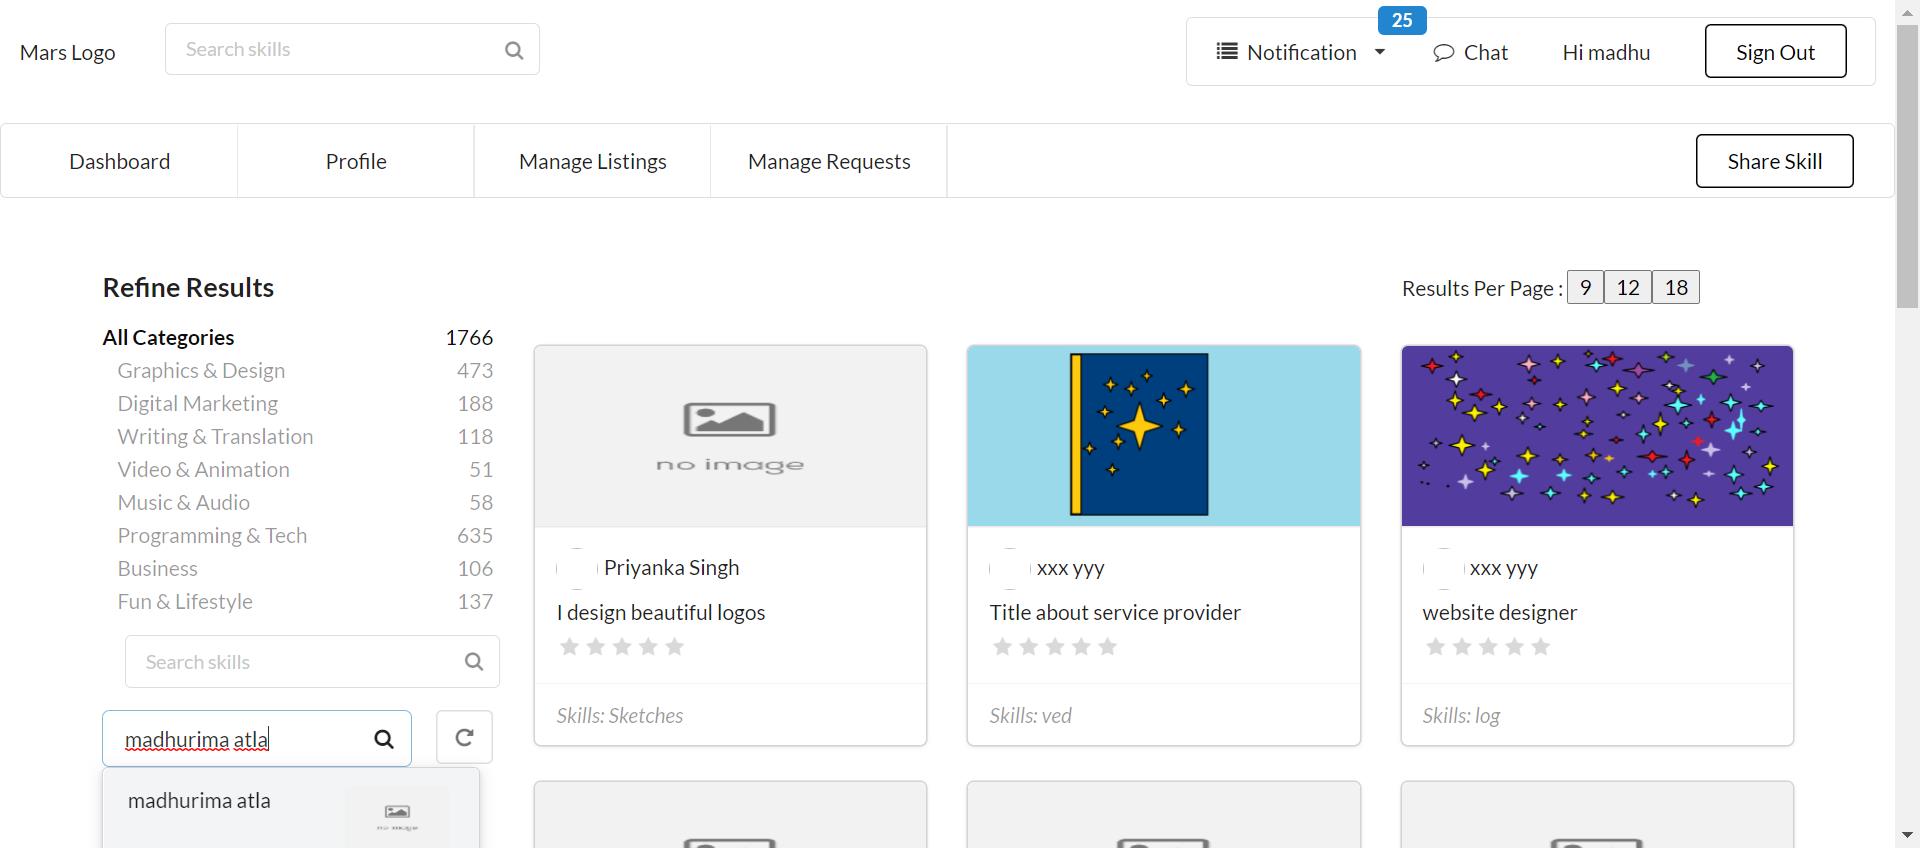 25
Mars Logo
Search skills
Notification
Chat
Hi madhu
Sign Out
Dashboard
Profile
Manage Listings
Manage Requests
Share Skill
Refine Results
Results Per Page :
9
12
18
All Categories 1766
Graphics & Design 473
Digital Marketing 188
Writing & Translation 118
Video & Animation 51
Music & Audio 58
Programming & Tech 635
Business 106
Fun & Lifestyle 137
Search skills
madhurima atla
madhurima atla
no image
no image
Priyanka Singh
I design beautiful logos
Skills: Sketches
xxx yyy
Title about service provider
Skills: ved
xxx yyy
website designer
Skills: log